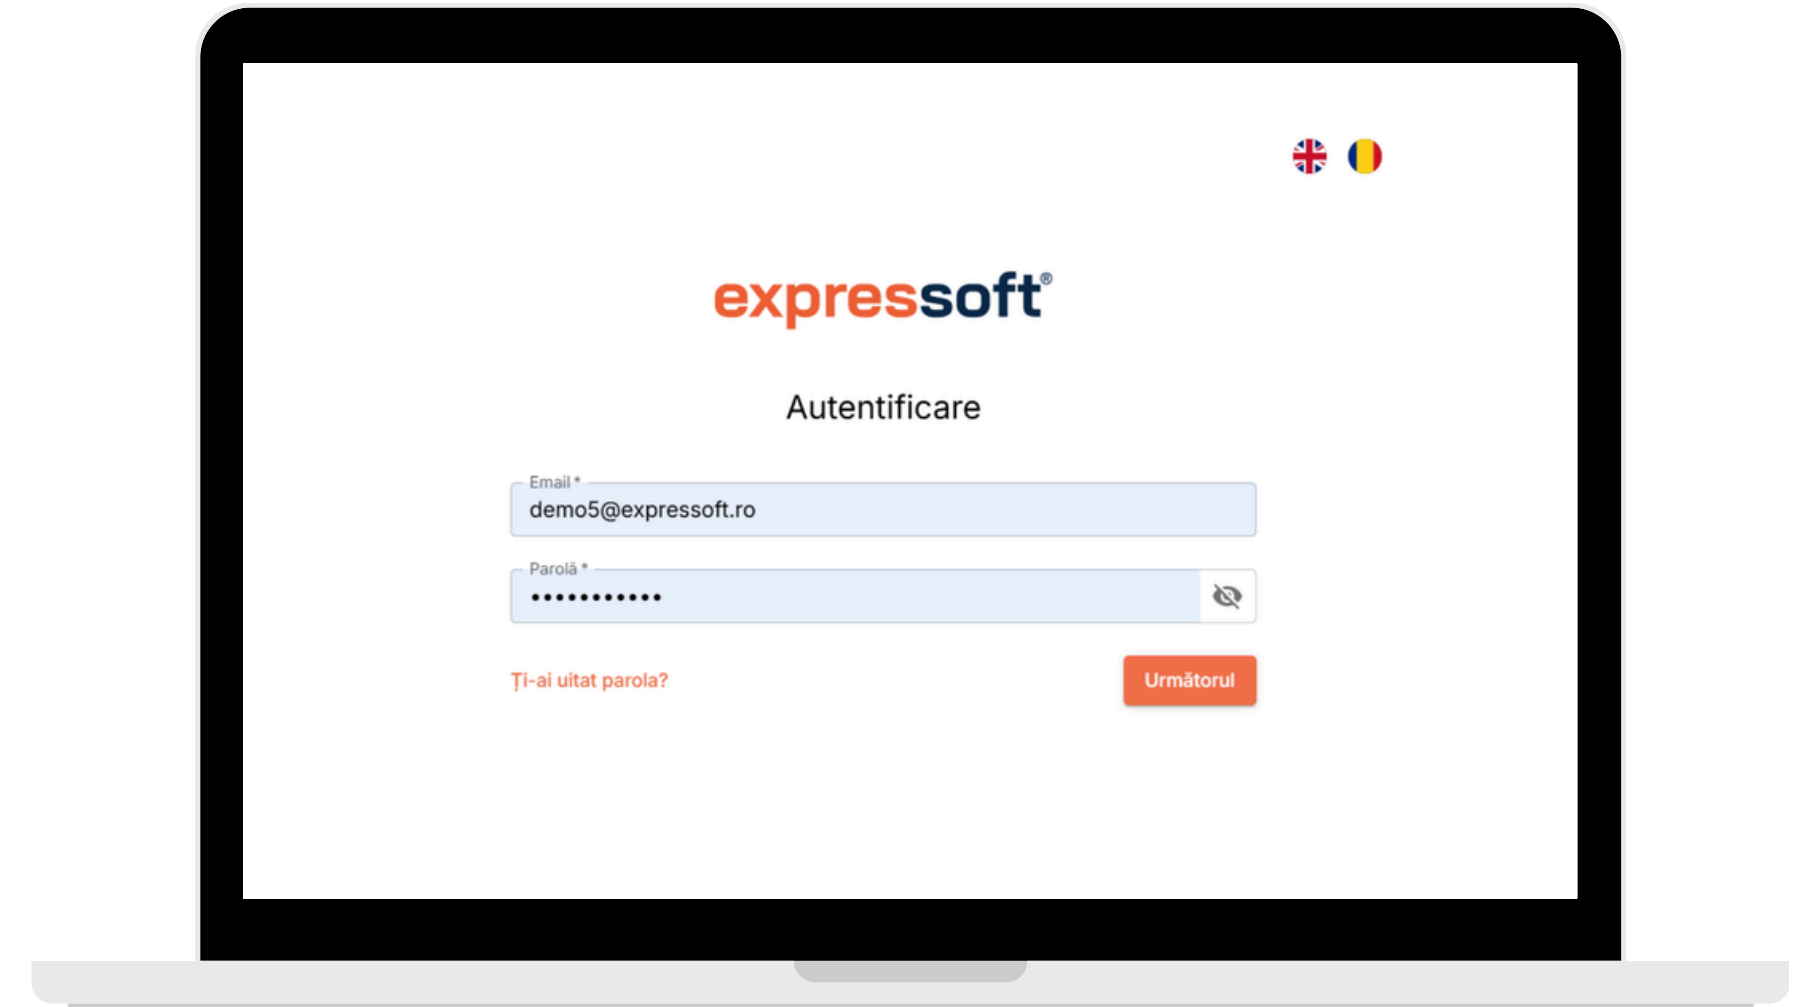 expressoft®
Autentificare
Email *
demo5@expressoft.ro
Parolă *
•••••••••••
Ți-ai uitat parola?
Următorul